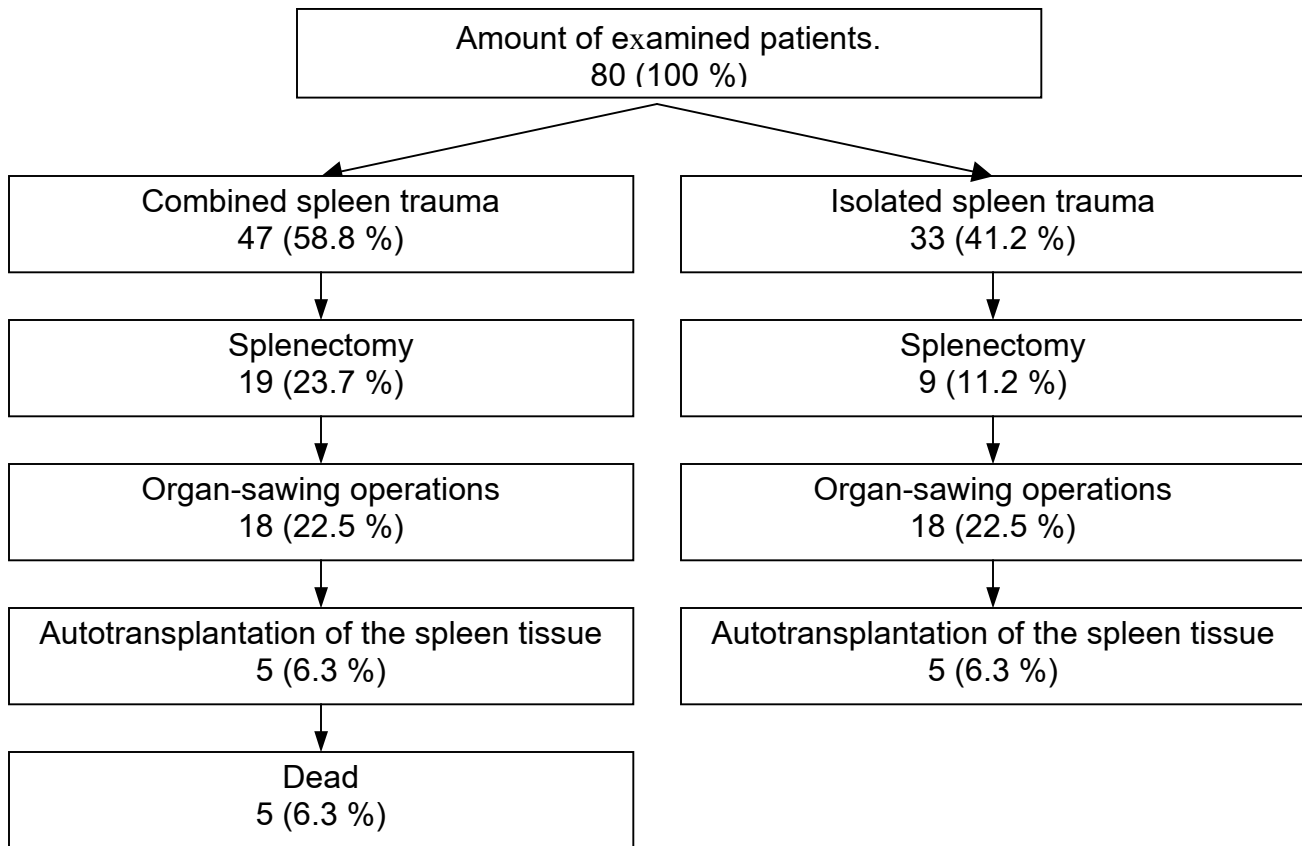 Amount of examined patients.
80 (100 %)
Combined spleen trauma
47 (58.8 %)
Isolated spleen trauma
33 (41.2 %)
Splenectomy
19 (23.7 %)
Splenectomy
9 (11.2 %)
Organ-sawing operations
18 (22.5 %)
Organ-sawing operations
18 (22.5 %)
Autotransplantation of the spleen tissue
5 (6.3 %)
Autotransplantation of the spleen tissue
5 (6.3 %)
Dead
5 (6.3 %)